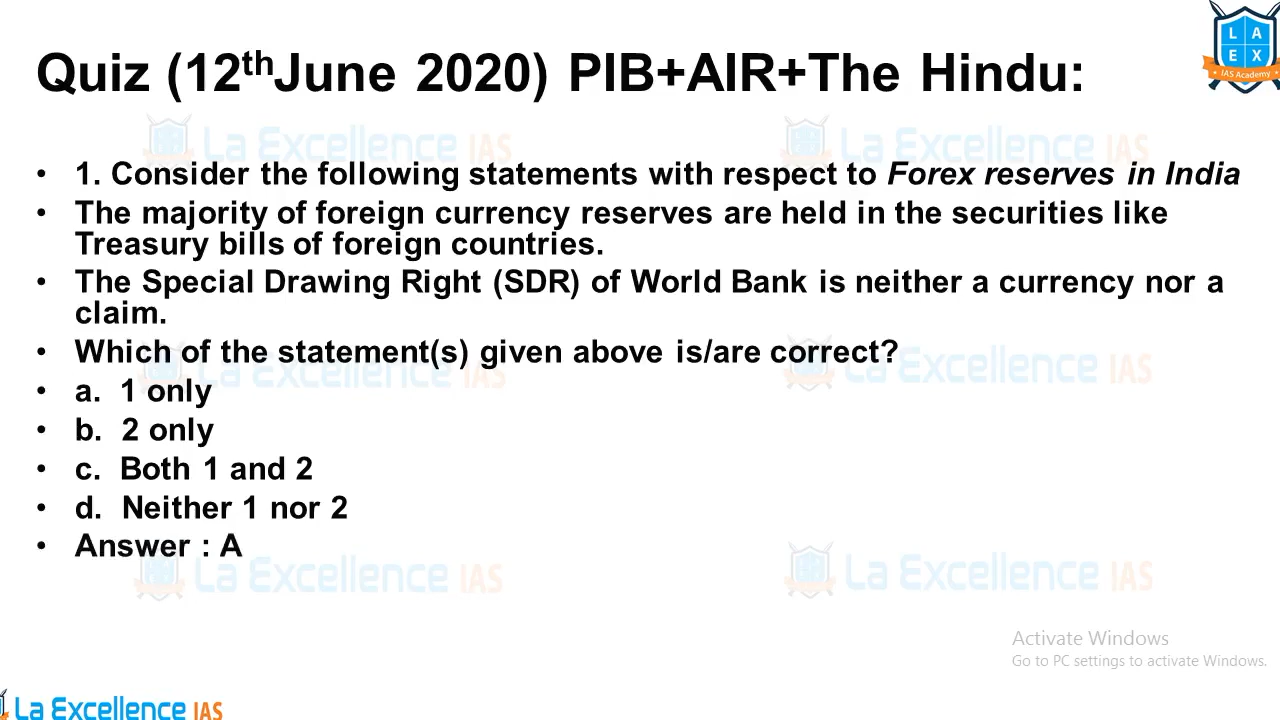 Quiz (12thJune 2020) PIB+AIR+The Hindu:
L A
E X
IAS Academy
La Excellence IAS
La Excellence IAS
• 1. Consider the following statements with respect to Forex reserves in India
• The majority of foreign currency reserves are held in the securities like
Treasury bills of foreign countries.
• The Special Drawing Right (SDR) of World Bank is neither a currency nor a
claim.
• Which of the statement(s) given above is/are correct?
La Excellence IAS
La Excellence IAS
• a. 1 only
• b. 2 only
• c. Both 1 and 2
• d. Neither 1 nor 2
• Answer : A
La Excellence IAS
La Excellence IAS
Activate Windows
Go to PC settings to activate Windows.
La Excellence IAS